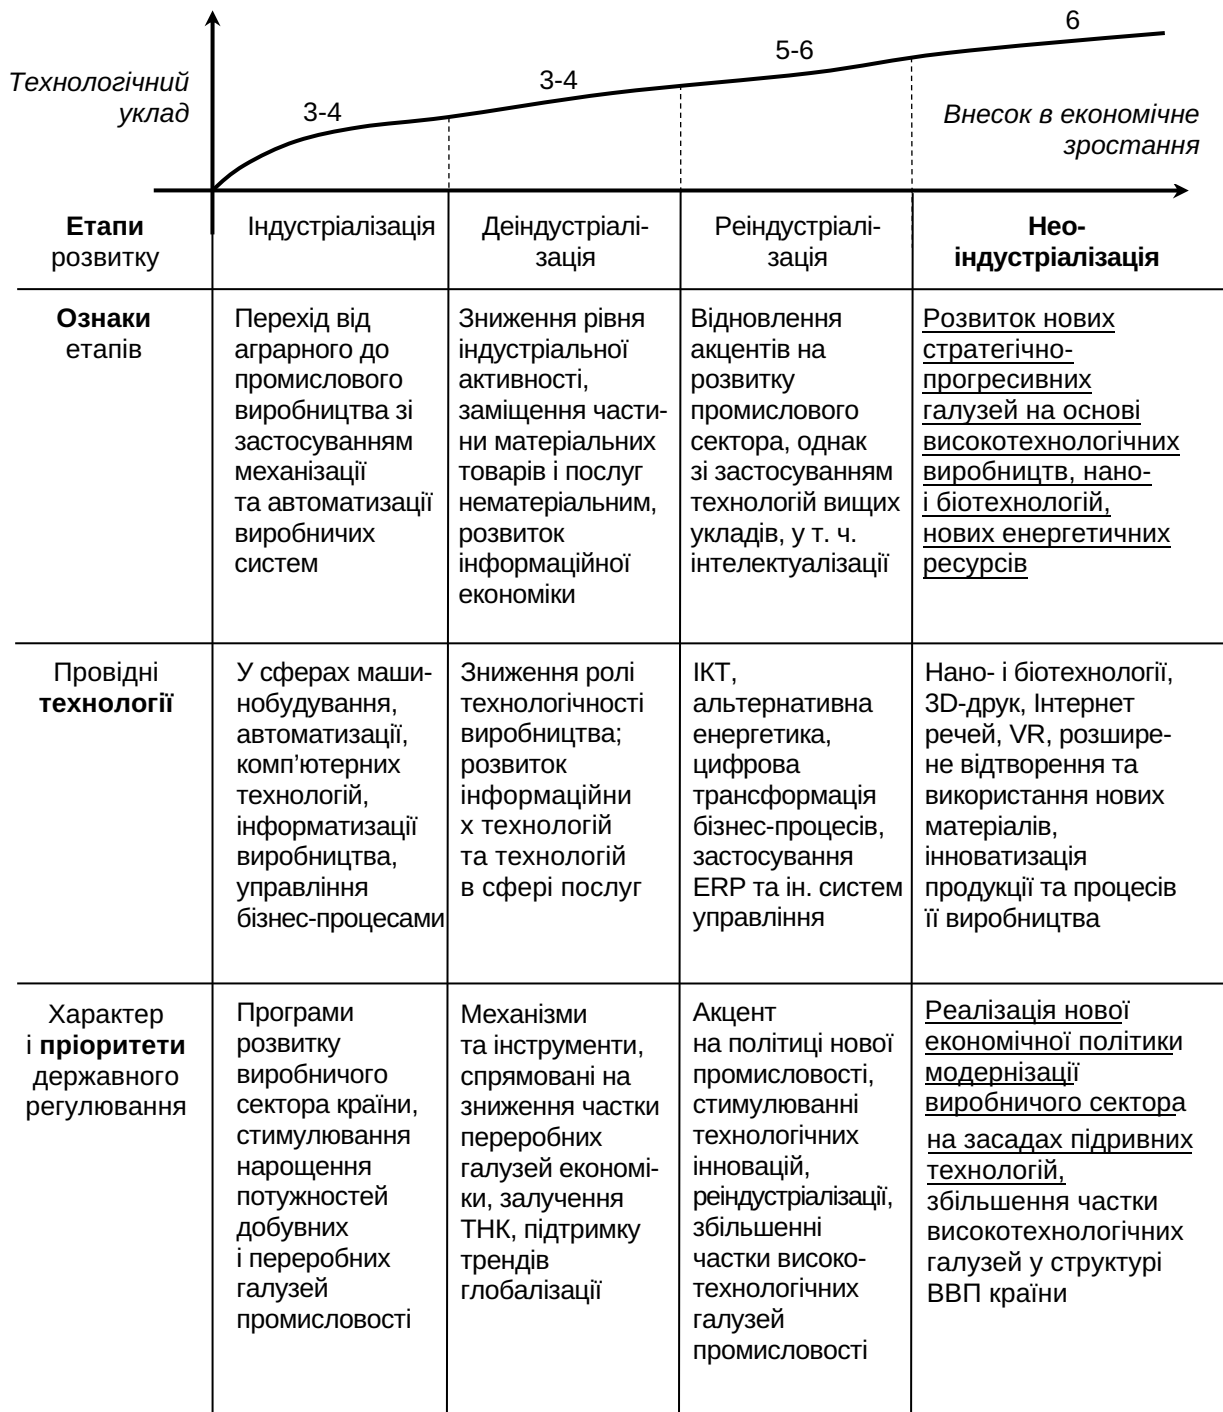 6
5-6
3-4
3-4
Технологічний
уклад
Внесок в економічне
зростання
Етапи
розвитку
Індустріалізація
Деіндустріалі-
зація
Реіндустріалі-
зація
Нео-
індустріалізація
Ознаки
етапів
Перехід від
аграрного до
промислового
виробництва зі
застосуванням
механізації
та автоматизації
виробничих
систем
Зниження рівня
індустріальної
активності,
заміщення части-
ни матеріальних
товарів і послуг
нематеріальним,
розвиток
інформаційної
економіки
Відновлення
акцентів на
розвитку
промислового
сектора, однак
зі застосуванням
технологій вищих
укладів, у т. ч.
інтелектуалізації
Розвиток нових
стратегічно-
прогресивних
галузей на основі
високотехнологічних
виробництв, нано-
і біотехнологій,
нових енергетичних
ресурсів
Провідні
технології
У сферах маши-
нобудування,
автоматизації,
комп’ютерних
технологій,
інформатизації
виробництва,
управління
бізнес-процесами
Зниження ролі
технологічності
виробництва;
розвиток
інформаційни
х технологій
та технологій
в сфері послуг
ІКТ,
альтернативна
енергетика,
цифрова
трансформація
бізнес-процесів,
застосування
ERP та ін. систем
управління
Нано- і біотехнології,
3D-друк, Інтернет
речей, VR, розшире-
не відтворення та
використання нових
матеріалів,
інноватизація
продукції та процесів
її виробництва
Характер
і пріоритети
державного
регулювання
Програми
розвитку
виробничого
сектора країни,
стимулювання
нарощення
потужностей
добувних
і переробних
галузей
промисловості
Механізми
та інструменти,
спрямовані на
зниження частки
переробних
галузей економі-
ки, залучення
ТНК, підтримку
трендів
глобалізації
Акцент
на політиці нової
промисловості,
стимулюванні
технологічних
інновацій,
реіндустріалізації,
збільшенні
частки високо-
технологічних
галузей
промисловості
Реалізація нової
економічної політики
модернізації
виробничого сектора
на засадах підривних
технологій,
збільшення частки
високотехнологічних
галузей у структурі
ВВП країни